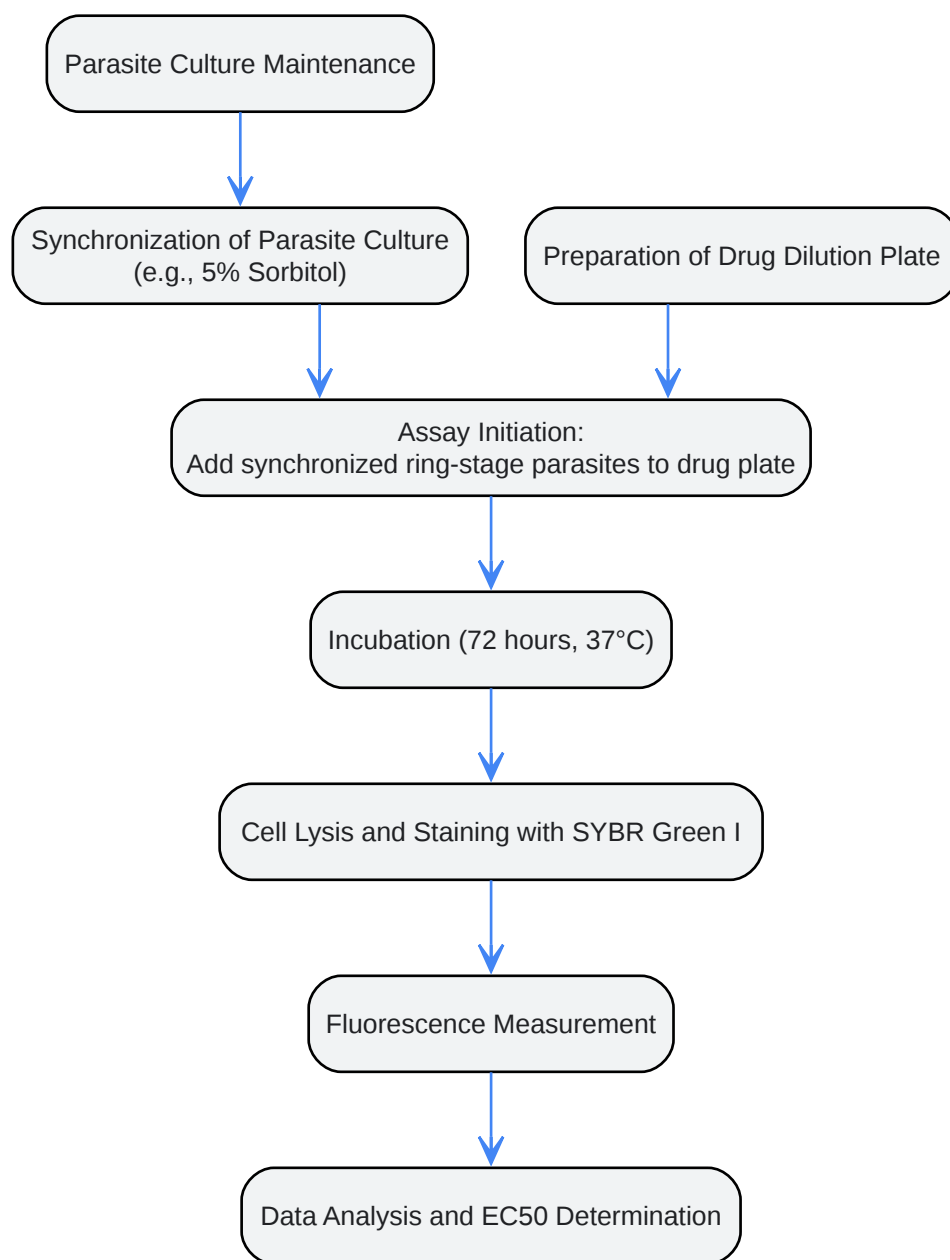 Parasite Culture Maintenance
Synchronization of Parasite Culture
(e.g., 5% Sorbitol)
Preparation of Drug Dilution Plate
Assay Initiation:
Add synchronized ring-stage parasites to drug plate
Incubation (72 hours, 37°C)
Cell Lysis and Staining with SYBR Green I
Fluorescence Measurement
Data Analysis and EC50 Determination